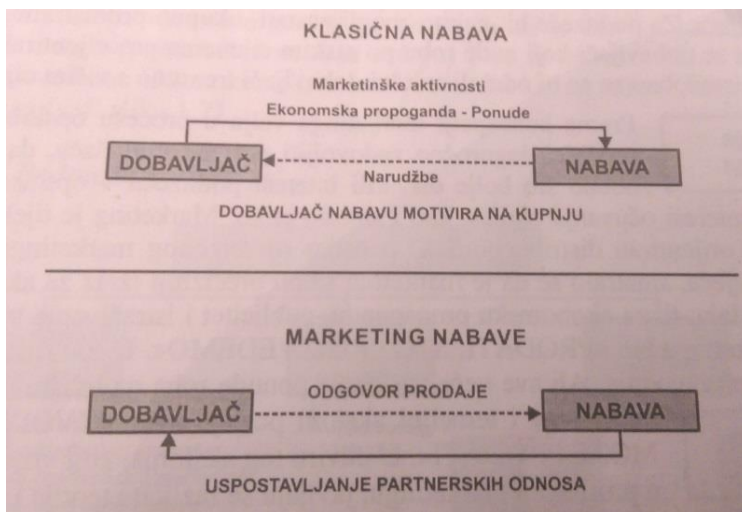 KLASIČNA NABAVA
Marketinške aktivnosti
Ekonomska propoganda - Ponude
DOBAVLJAČ
NABAVA
Narudžbe
DOBAVLJAČ NABAVU MOTIVIRA NA KUPNJU
MARKETING NABAVE
ODGOVOR PRODAJE
DOBAVLJAČ
NABAVA
USPOSTAVLJANJE PARTNERSKIH ODNOSA